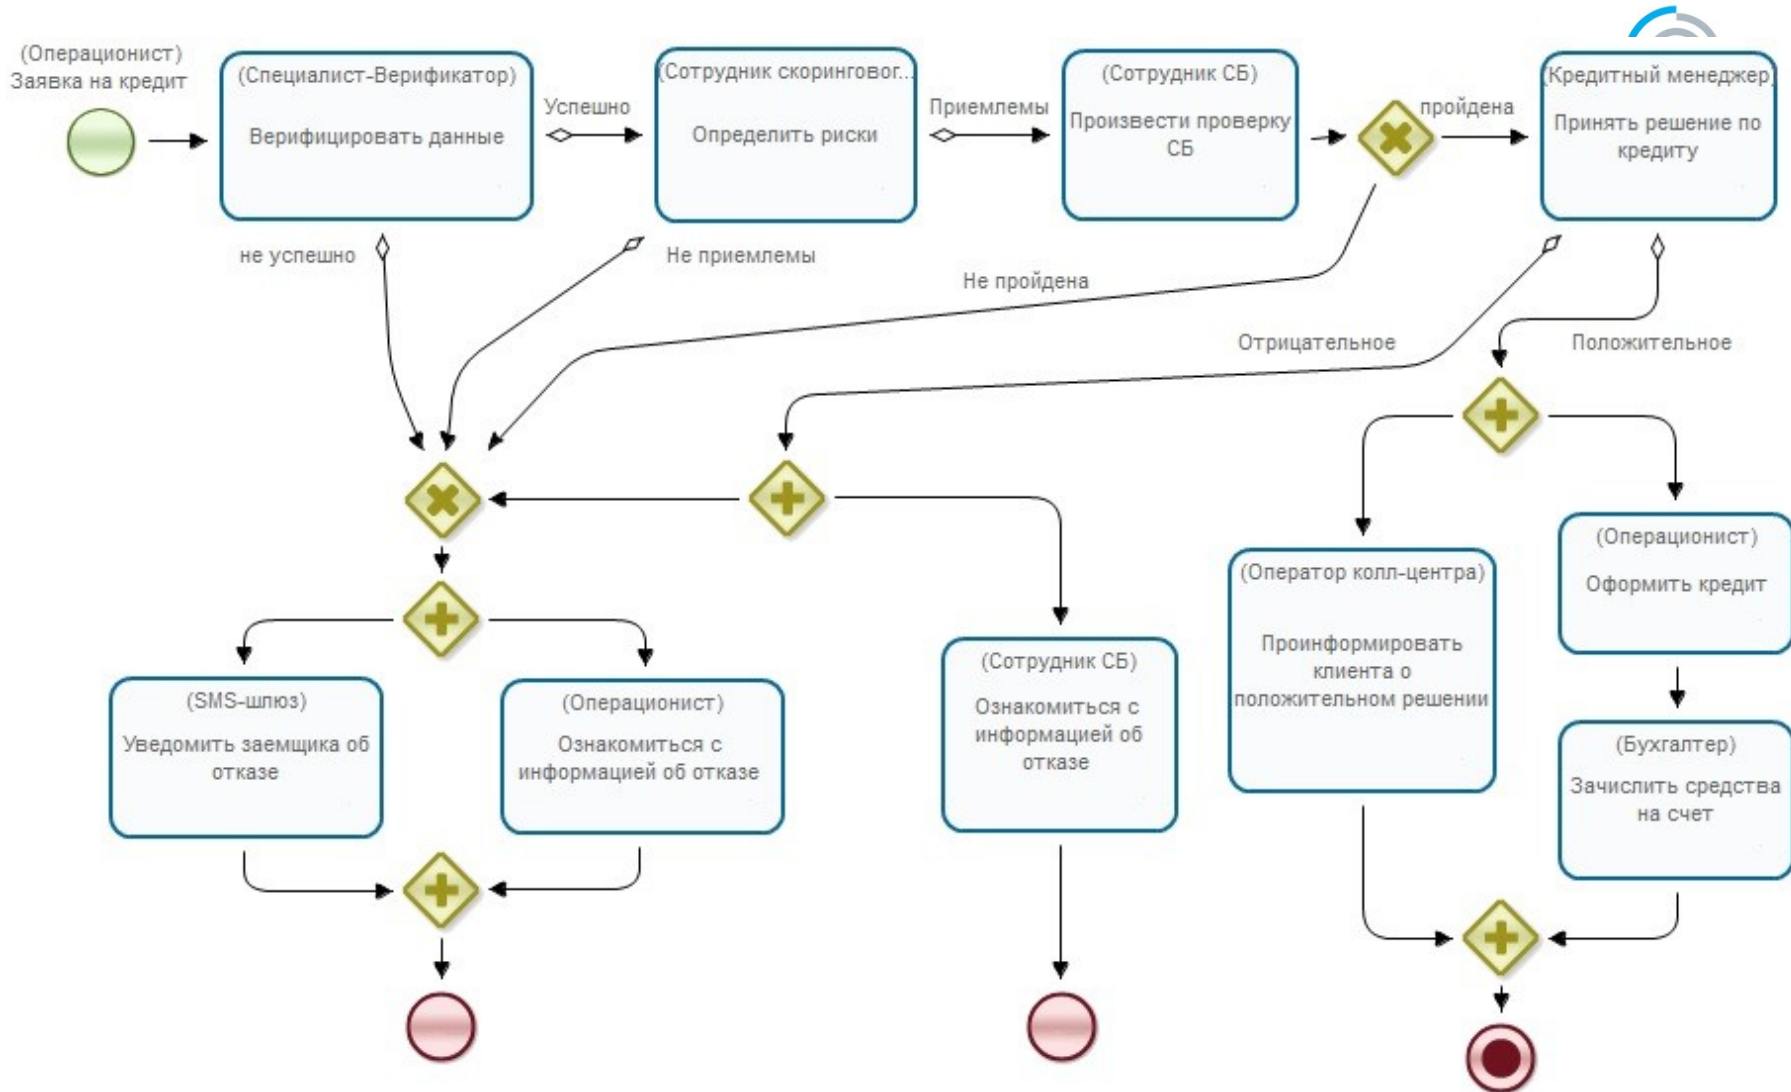 (Операционист)
Заявка на кредит
(Специалист-Верификатор)
Верифицировать данные
Успешно
(Сотрудник скоринговог...
Определить риски
Приемлемы
(Сотрудник СБ)
Произвести проверку
СБ
пройдена
(Кредитный менеджер)
Принять решение по
кредиту
не успешно
Не приемлемы
Не пройдена
Отрицательное
Положительное
(SMS-шлюз)
Уведомить заемщика об
отказе
(Операционист)
Ознакомиться с
информацией об отказе
(Сотрудник СБ)
Ознакомиться с
информацией об
отказе
(Оператор колл-центра)
Проинформировать
клиента о
положительном решении
(Операционист)
Оформить кредит
(Бухгалтер)
Зачислить средства
на счет